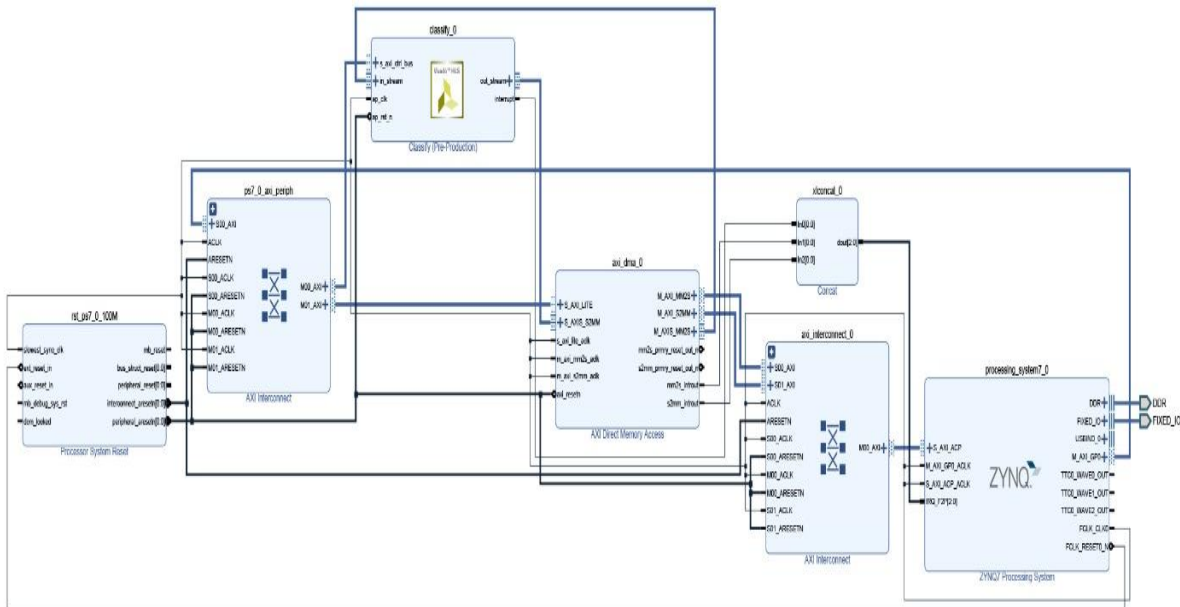 classify_0
s_axi_ctrl_bus
in_stream
ap_clk
ap_rst_n
out_stream
interrupt
Vivado HLS
Classify (Pre-Production)
ps7_0_axi_periph
S00_AXI
ACLK
ARESETN
S00_ACLK
S00_ARESETN
M00_ACLK
M00_ARESETN
M01_ACLK
M01_ARESETN
M00_AXI
M01_AXI
AXI Interconnect
rst_ps7_0_100M
slowest_sync_clk
ext_reset_in
aux_reset_in
mb_debug_sys_rst
dcm_locked
mb_reset
bus_struct_reset[0:0]
peripheral_reset[0:0]
interconnect_aresetn[0:0]
peripheral_aresetn[0:0]
Processor System Reset
axi_dma_0
S_AXI_LITE
S_AXIS_S2MM
s_axi_lite_aclk
m_axi_mm2s_aclk
m_axi_s2mm_aclk
axi_resetn
M_AXI_MM2S
M_AXI_S2MM
M_AXIS_MM2S
mm2s_prmry_reset_out_n
s2mm_prmry_reset_out_n
mm2s_introut
s2mm_introut
AXI Direct Memory Access
xlconcat_0
In0[0:0]
In1[0:0]
In2[0:0]
dout[2:0]
Concat
axi_interconnect_0
S00_AXI
S01_AXI
ACLK
ARESETN
S00_ACLK
S00_ARESETN
M00_ACLK
M00_ARESETN
S01_ACLK
S01_ARESETN
M00_AXI
AXI Interconnect
processing_system7_0
S_AXI_ACP
M_AXI_GP0_ACLK
S_AXI_ACP_ACLK
IRQ_F2P[2:0]
ZYNQ
DDR
FIXED_IO
USBIND_0
M_AXI_GP0
TTC0_WAVE0_OUT
TTC0_WAVE1_OUT
TTC0_WAVE2_OUT
FCLK_CLK0
FCLK_RESET0_N
ZYNQ7 Processing System
DDR
FIXED_IO